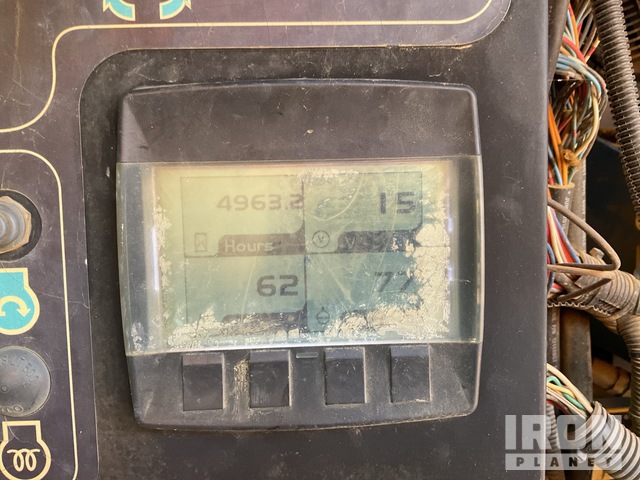 4963.2
15
Hours
V
62
77
IRON
PLANET